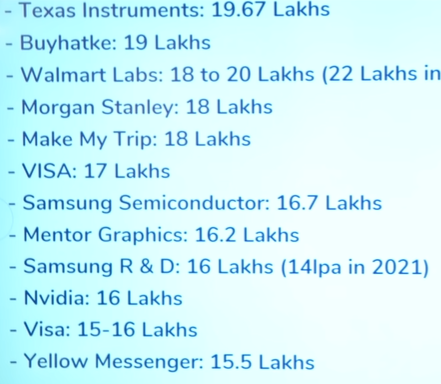 - Texas Instruments: 19.67 Lakhs
- Buyhatke: 19 Lakhs
- Walmart Labs: 18 to 20 Lakhs (22 Lakhs in
- Morgan Stanley: 18 Lakhs
- Make My Trip: 18 Lakhs
- VISA: 17 Lakhs
- Samsung Semiconductor: 16.7 Lakhs
- Mentor Graphics: 16.2 Lakhs
- Samsung R & D: 16 Lakhs (14lpa in 2021)
- Nvidia: 16 Lakhs
- Visa: 15-16 Lakhs
- Yellow Messenger: 15.5 Lakhs